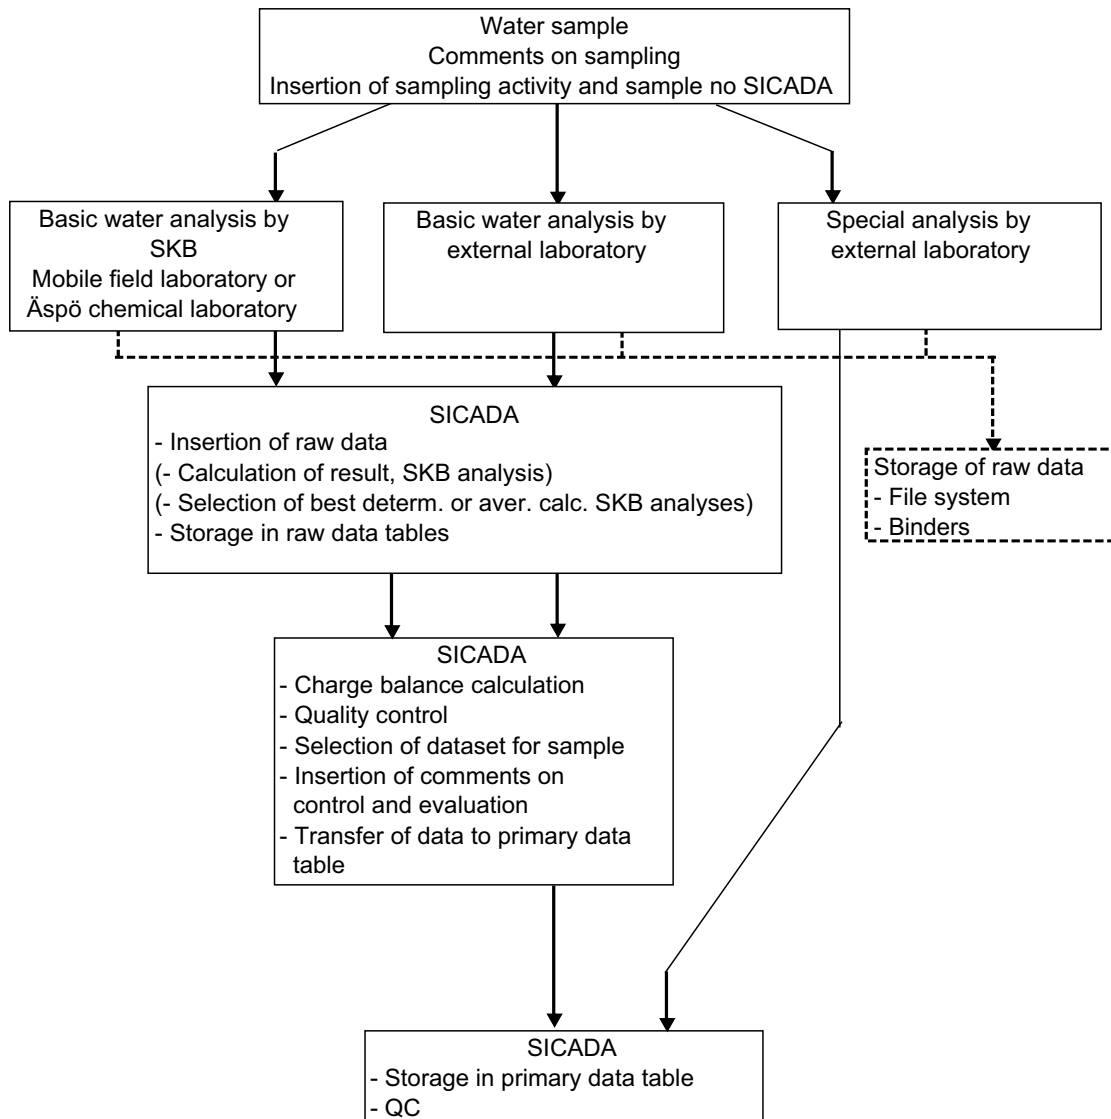 Water sample
Comments on sampling
Insertion of sampling activity and sample no SICADA
Basic water analysis by
SKB
Mobile field laboratory or
Äspö chemical laboratory
Basic water analysis by
external laboratory
Special analysis by
external laboratory
SICADA
- Insertion of raw data
(- Calculation of result, SKB analysis)
(- Selection of best determ. or aver. calc. SKB analyses)
- Storage in raw data tables
Storage of raw data
- File system
- Binders
SICADA
- Charge balance calculation
- Quality control
- Selection of dataset for sample
- Insertion of comments on
control and evaluation
- Transfer of data to primary data
table
SICADA
- Storage in primary data table
- QC